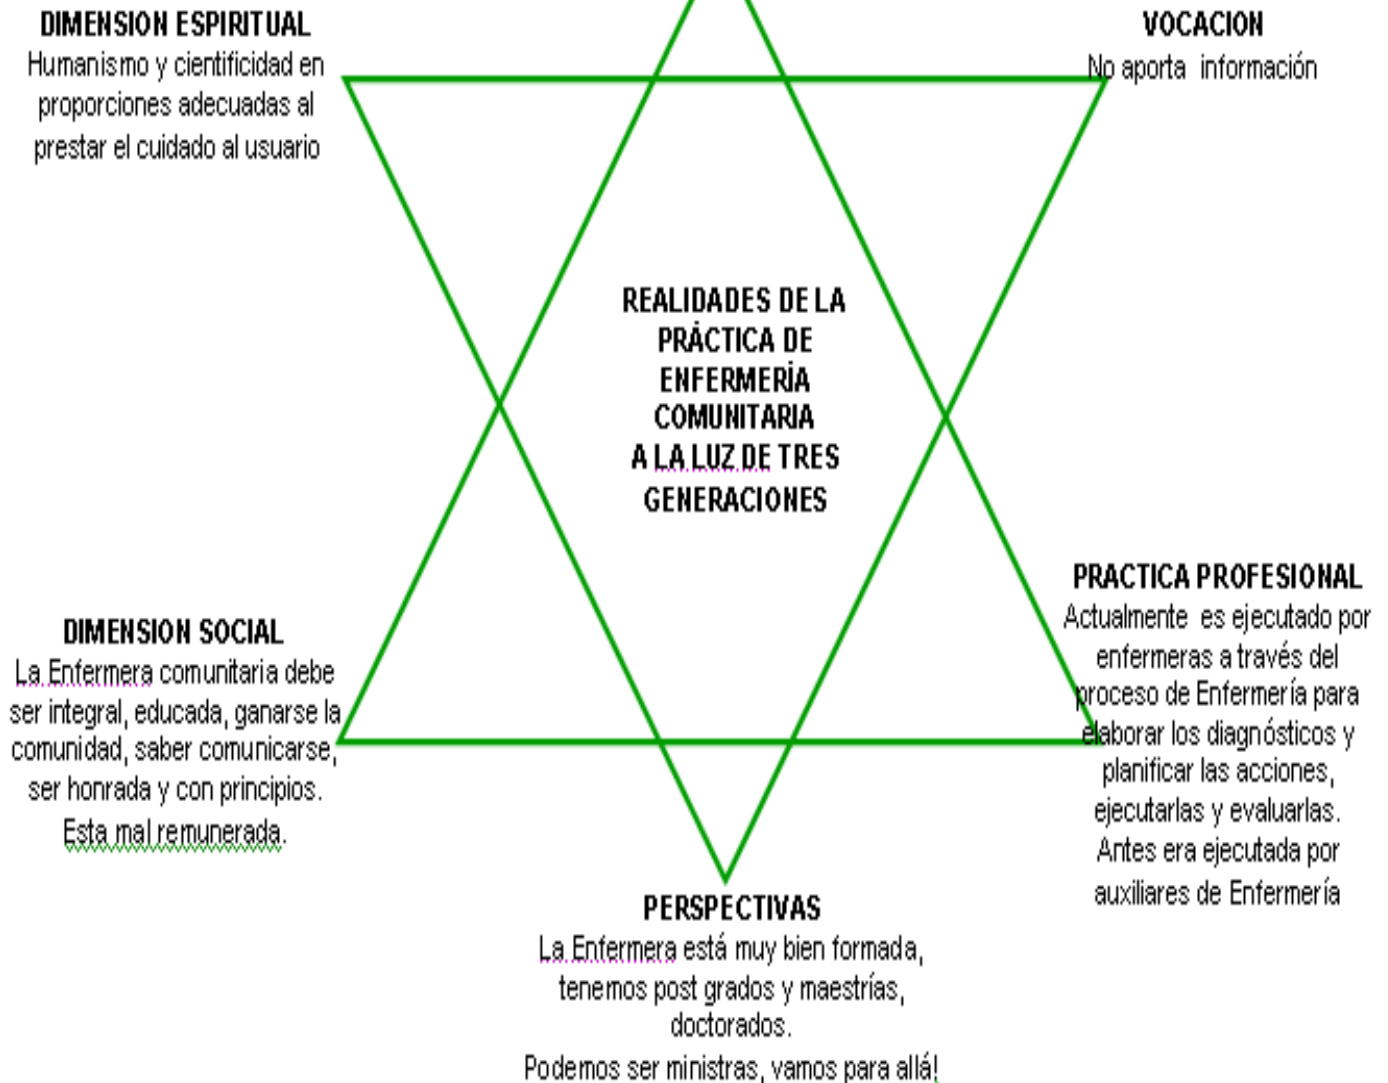 DIMENSION ESPIRITUAL
Humanismo y cientificidad en
proporciones adecuadas al
prestar el cuidado al usuario
VOCACION
No aporta información
REALIDADES DE LA
PRÁCTICA DE
ENFERMERÍA
COMUNITARIA
A LA LUZ DE TRES
GENERACIONES
DIMENSION SOCIAL
La Enfermera comunitaria debe
ser integral, educada, ganarse la
comunidad, saber comunicarse,
ser honrada y con principios.
Esta mal remunerada.
PRACTICA PROFESIONAL
Actualmente es ejecutado por
enfermeras a través del
proceso de Enfermería para
elaborar los diagnósticos y
planificar las acciones,
ejecutarlas y evaluarlas.
Antes era ejecutada por
auxiliares de Enfermería
PERSPECTIVAS
La Enfermera está muy bien formada,
tenemos post grados y maestrías,
doctorados.
Podemos ser ministras, vamos para allá!